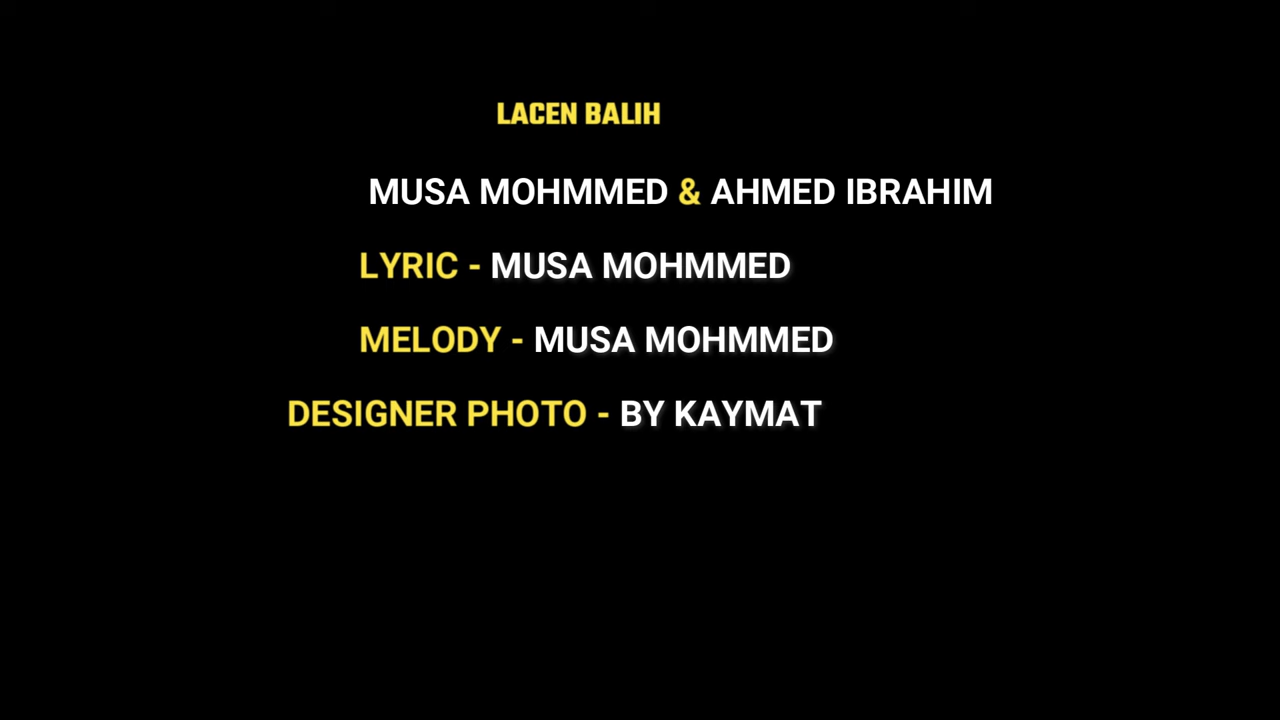 LACEN BALIH
MUSA MOHMMED & AHMED IBRAHIM
LYRIC - MUSA MOHMMED
MELODY - MUSA MOHMMED
DESIGNER PHOTO - BY KAYMAT